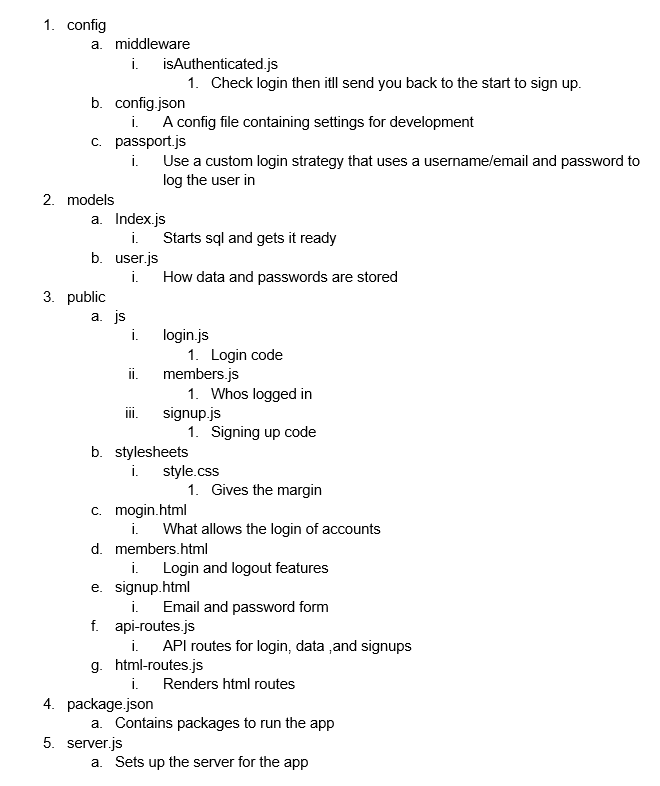 1. config
a. middleware
i. isAuthenticated.js
1. Check login then itll send you back to the start to sign up.
b. config.json
i. A config file containing settings for development
c. passport.js
i. Use a custom login strategy that uses a username/email and password to
log the user in
2. models
a. Index.js
i. Starts sql and gets it ready
b. user.js
i. How data and passwords are stored
3. public
a. js
i. login.js
1. Login code
ii. members.js
1. Whos logged in
iii. signup.js
1. Signing up code
b. stylesheets
i. style.css
1. Gives the margin
c. mogin.html
i. What allows the login of accounts
d. members.html
i. Login and logout features
e. signup.html
i. Email and password form
f. api-routes.js
i. API routes for login, data ,and signups
g. html-routes.js
i. Renders html routes
4. package.json
a. Contains packages to run the app
5. server.js
a. Sets up the server for the app